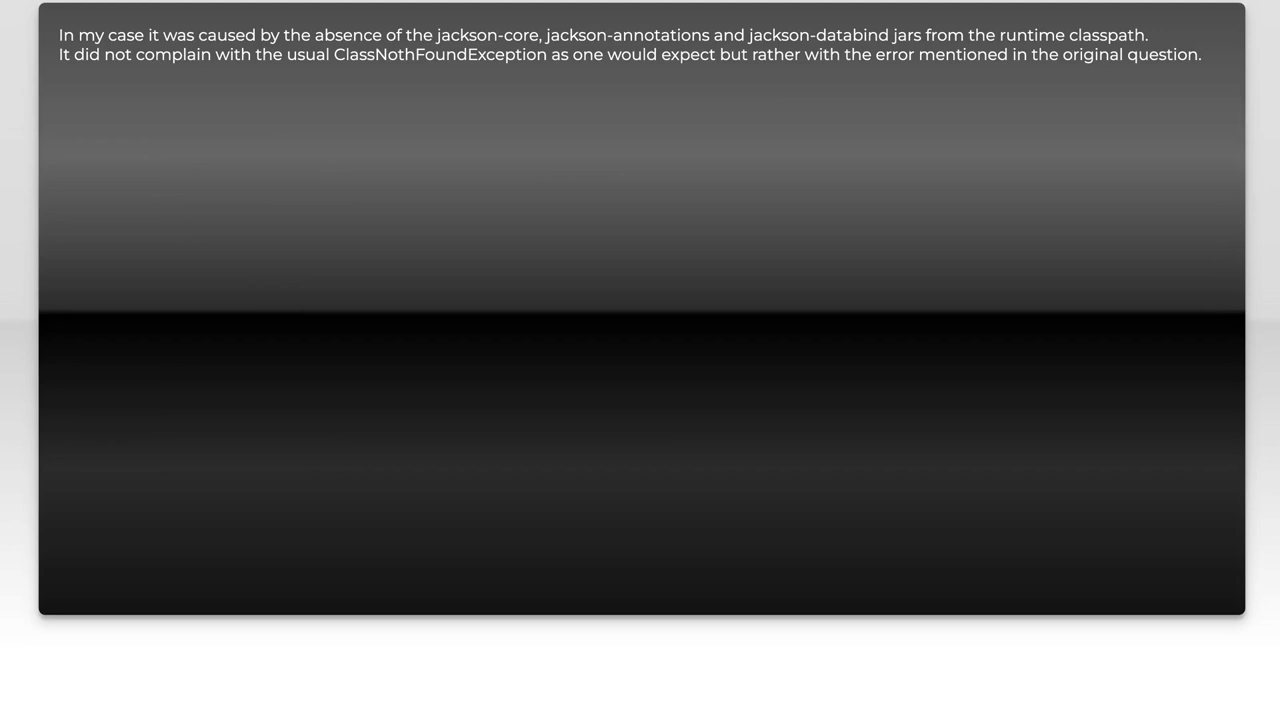 In my case it was caused by the absence of the jackson-core, jackson-annotations and jackson-databind jars from the runtime classpath.
It did not complain with the usual ClassNothFoundException as one would expect but rather with the error mentioned in the original question.